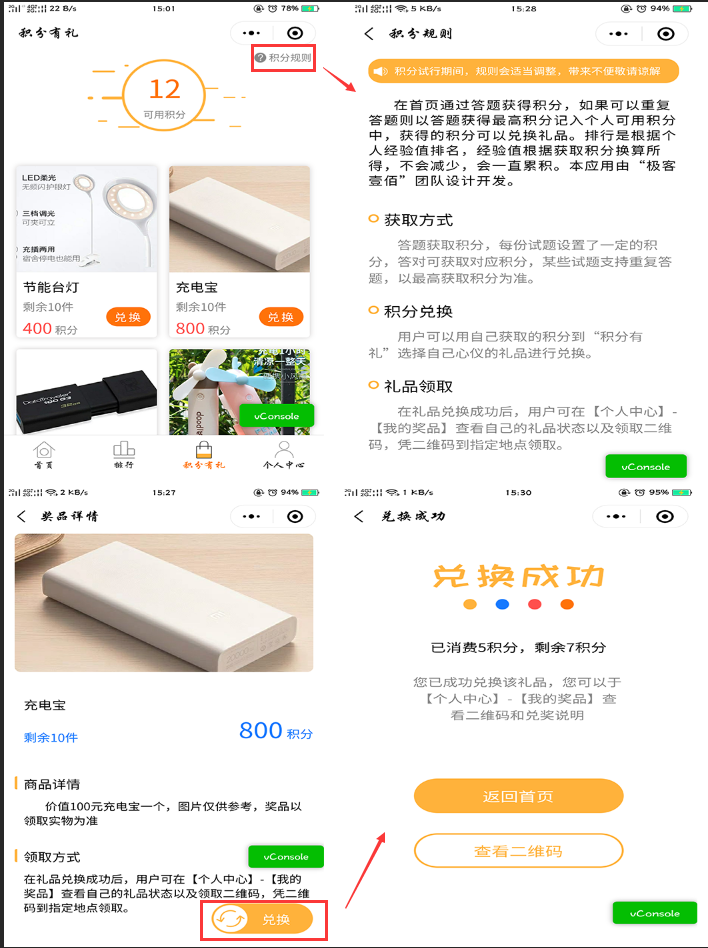 22 B/s
15:01
78%
积分有礼
积分规则
12
可用积分
LED柔光
无频闪护眼灯
三档调光
可夹可立
充插两用
宿舍停电也能用
节能台灯
剩余10件
兑换
400 积分
充电宝
剩余10件
兑换
800 积分
DataTraveler
32GB
充电1小时
清凉一整天
vConsole
首页
排行
积分有礼
个人中心
5 KB/s
15:28
94%
积分规则
积分试行期间，规则会适当调整，带来不便敬请谅解
在首页通过答题获得积分，如果可以重复
答题则以答题获得最高积分记入个人可用积分
中，获得的积分可以兑换礼品。排行是根据个
人经验值排名，经验值根据获取积分换算所
得，不会减少，会一直累积。本应用由“极客
壹佰”团队设计开发。
获取方式
答题获取积分，每份试题设置了一定的积
分，答对可获取对应积分，某些试题支持重复答
题，以最高获取积分为准。
积分兑换
用户可以用自己获取的积分到“积分有
礼”选择自己心仪的礼品进行兑换。
礼品领取
在礼品兑换成功后，用户可在【个人中心】-
【我的奖品】查看自己的礼品状态以及领取二维
码，凭二维码到指定地点领取。
vConsole
2 KB/s
15:27
94%
奖品详情
充电宝
剩余10件
800 积分
商品详情
价值100元充电宝一个，图片仅供参考，奖品以
领取实物为准
领取方式
vConsole
在礼品兑换成功后，用户可在【个人中心】-【我的
奖品】查看自己的礼品状态以及领取二维码，凭二维
码到指定地点领取。
兑换
1 KB/s
15:30
95%
兑换成功
兑换成功
已消费5积分，剩余7积分
您已成功兑换该礼品，您可以于
【个人中心】-【我的奖品】查
看二维码和兑奖说明
返回首页
查看二维码
vConsole